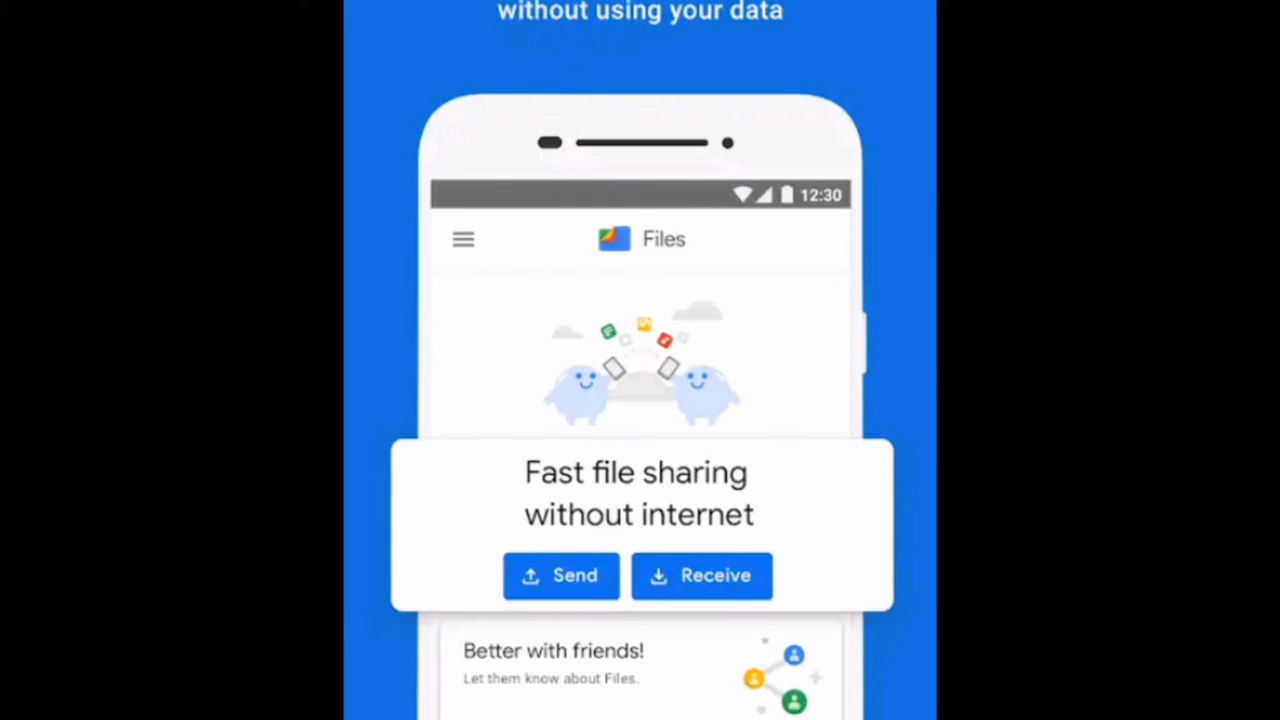 without using your data
12:30
Files
Fast file sharing
without internet
Send Receive
Better with friends!
Let them know about Files.